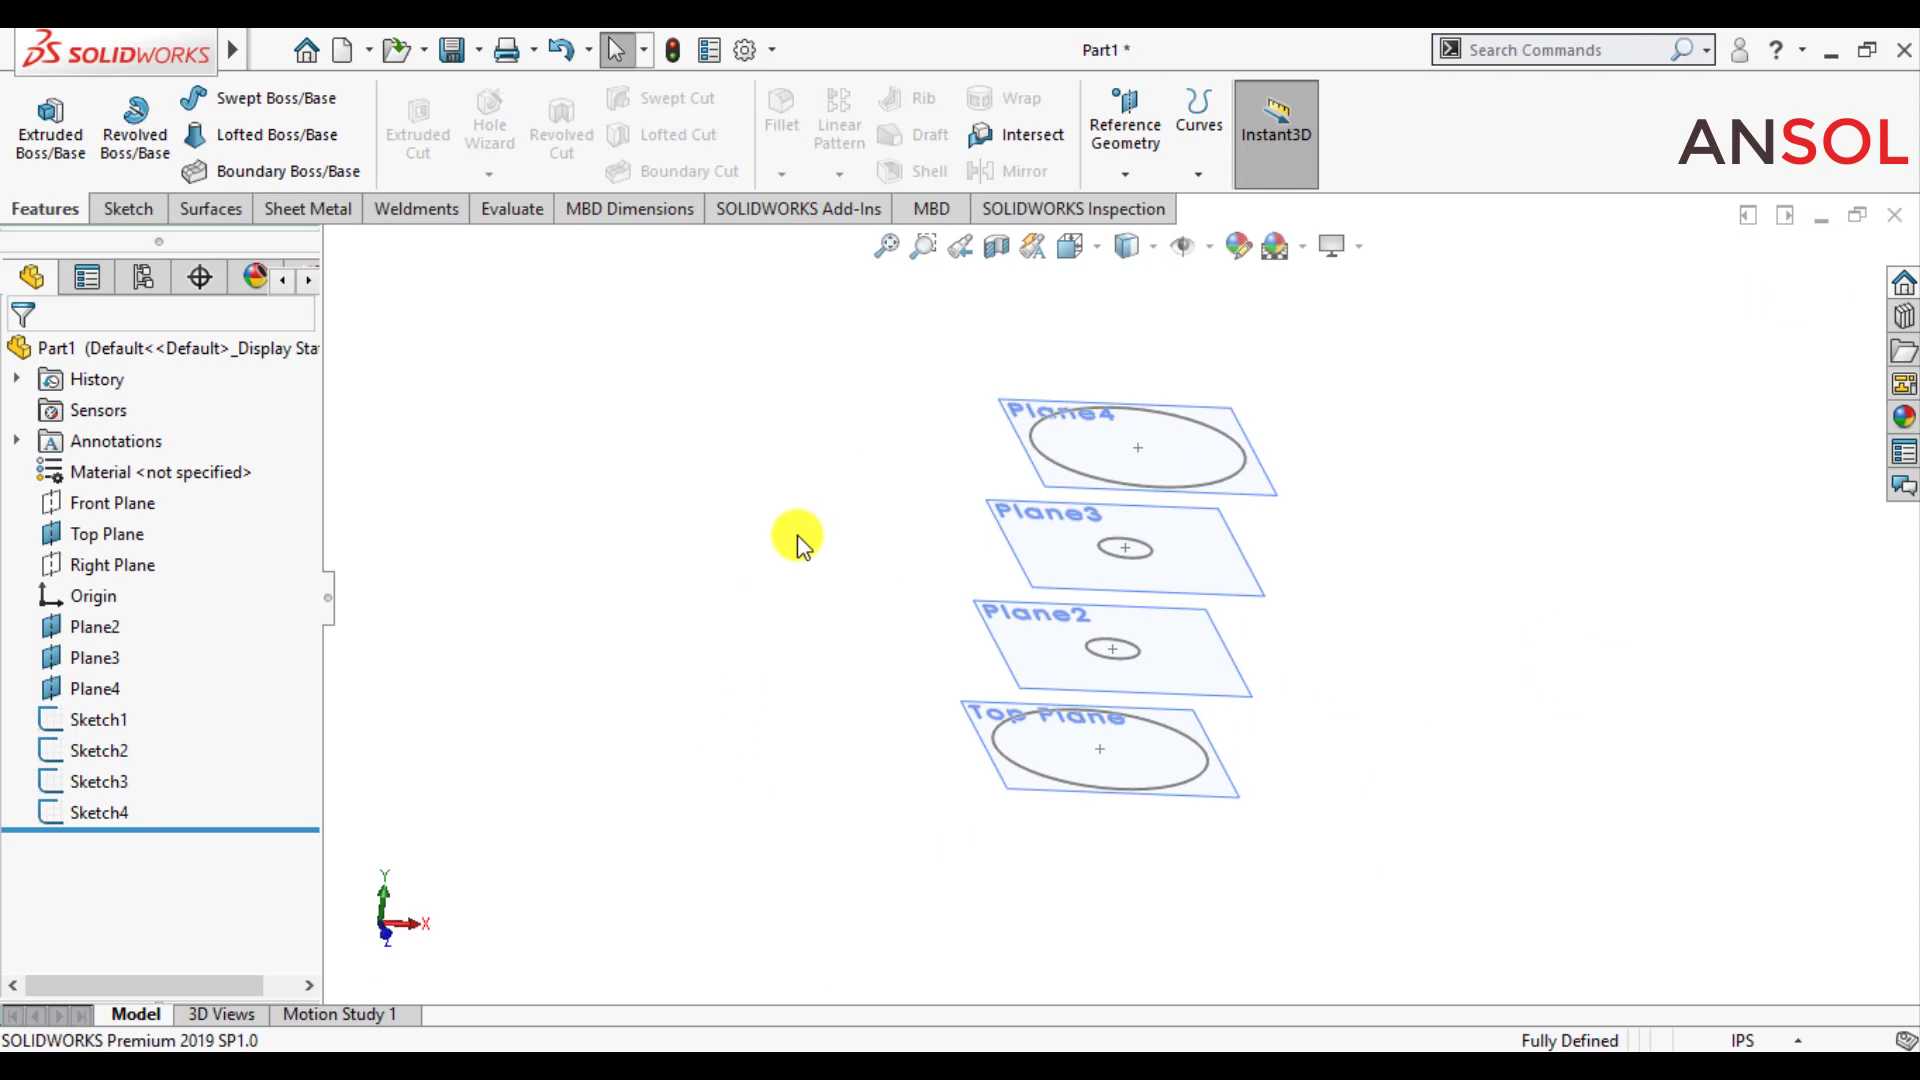 SOLIDWORKS
Part1 *
Search Commands
?
Extruded Boss/Base
Revolved Boss/Base
Swept Boss/Base
Lofted Boss/Base
Boundary Boss/Base
Extruded Cut
Hole Wizard
Revolved Cut
Swept Cut
Lofted Cut
Boundary Cut
Fillet
Linear Pattern
Rib
Draft
Shell
Wrap
Intersect
Mirror
Reference Geometry
Curves
Instant3D
ANSOL
Features
Sketch
Surfaces
Sheet Metal
Weldments
Evaluate
MBD Dimensions
SOLIDWORKS Add-Ins
MBD
SOLIDWORKS Inspection
Part1 (Default<<Default>_Display Sta
History
Sensors
Annotations
Material <not specified>
Front Plane
Top Plane
Right Plane
Origin
Plane2
Plane3
Plane4
Sketch1
Sketch2
Sketch3
Sketch4
Plane4
Plane3
Plane2
Top Plane
Y
X
Z
Model
3D Views
Motion Study 1
SOLIDWORKS Premium 2019 SP1.0
Fully Defined
IPS